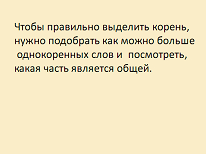 Чтобы правильно выделить корень,
нужно подобрать как можно больше
однокоренных слов и посмотреть,
какая часть является общей.